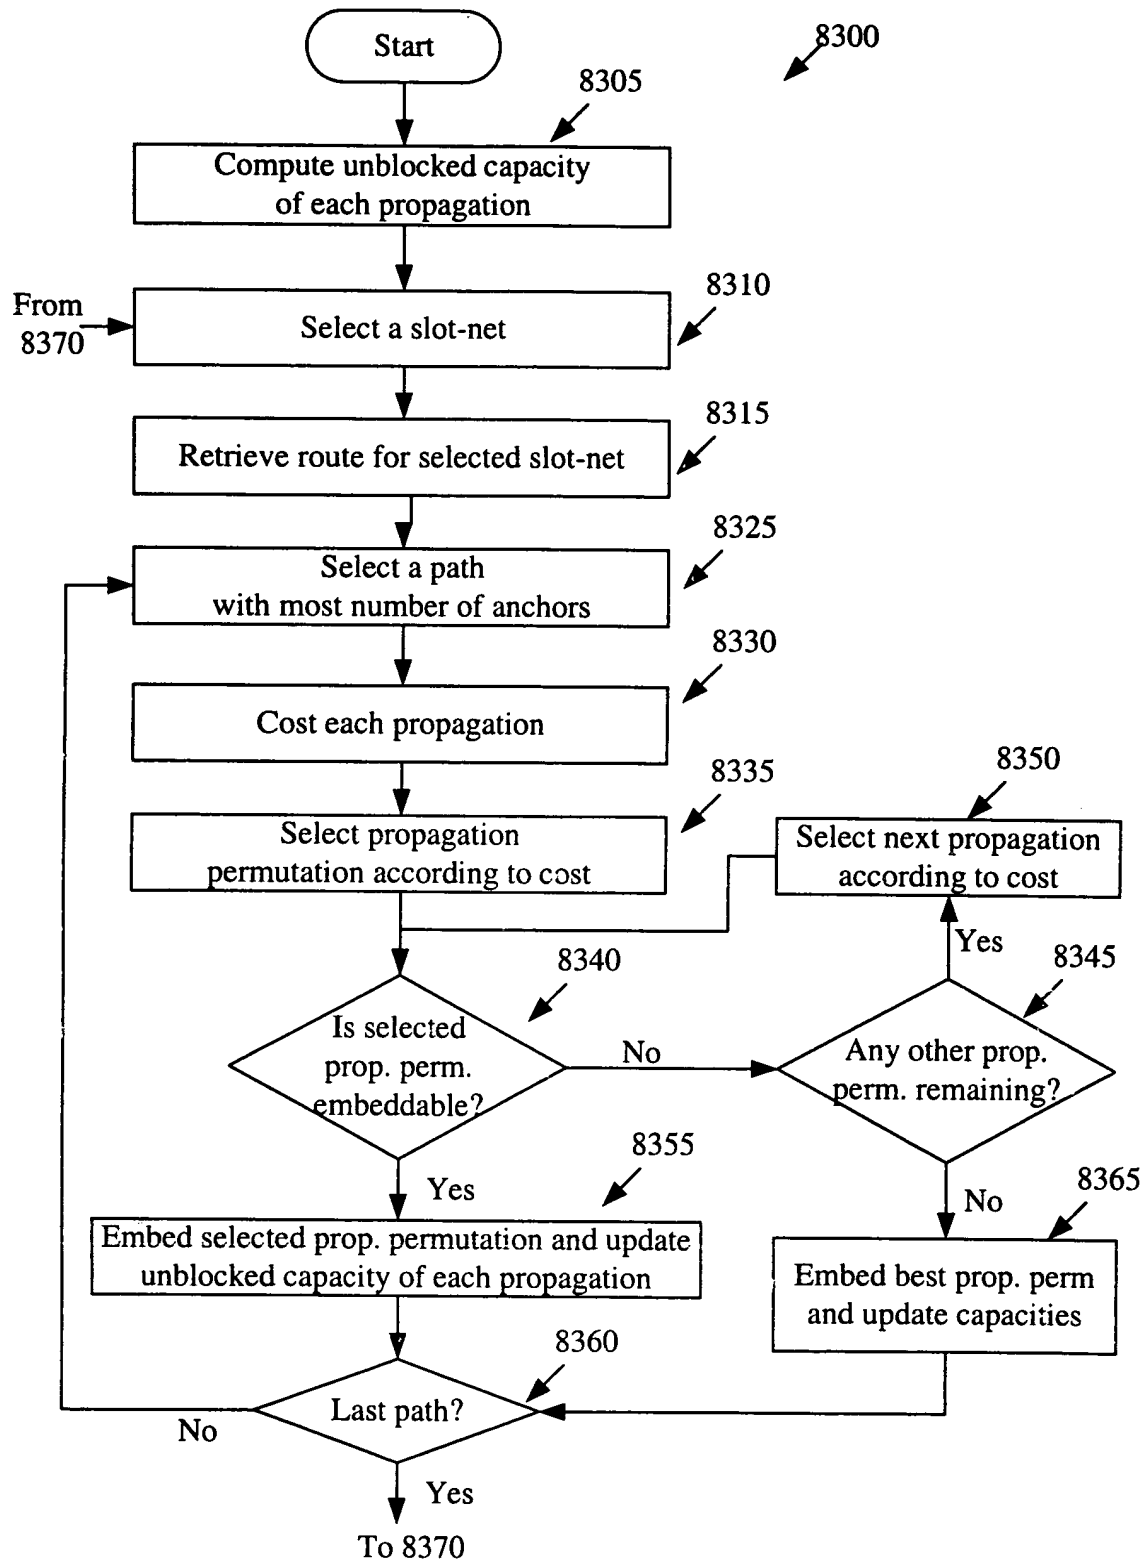 Start
8300
8305
Compute unblocked capacity
of each propagation
From
8370
8310
Select a slot-net
8315
Retrieve route for selected slot-net
8325
Select a path
with most number of anchors
8330
Cost each propagation
8335
Select propagation
permutation according to cost
8350
Select next propagation
according to cost
Yes
8340
Is selected
prop. perm.
embeddable?
No
8345
Any other prop.
perm. remaining?
Yes
8355
Embed selected prop. permutation and update
unblocked capacity of each propagation
No
8365
Embed best prop. perm
and update capacities
8360
Last path?
No
Yes
To 8370